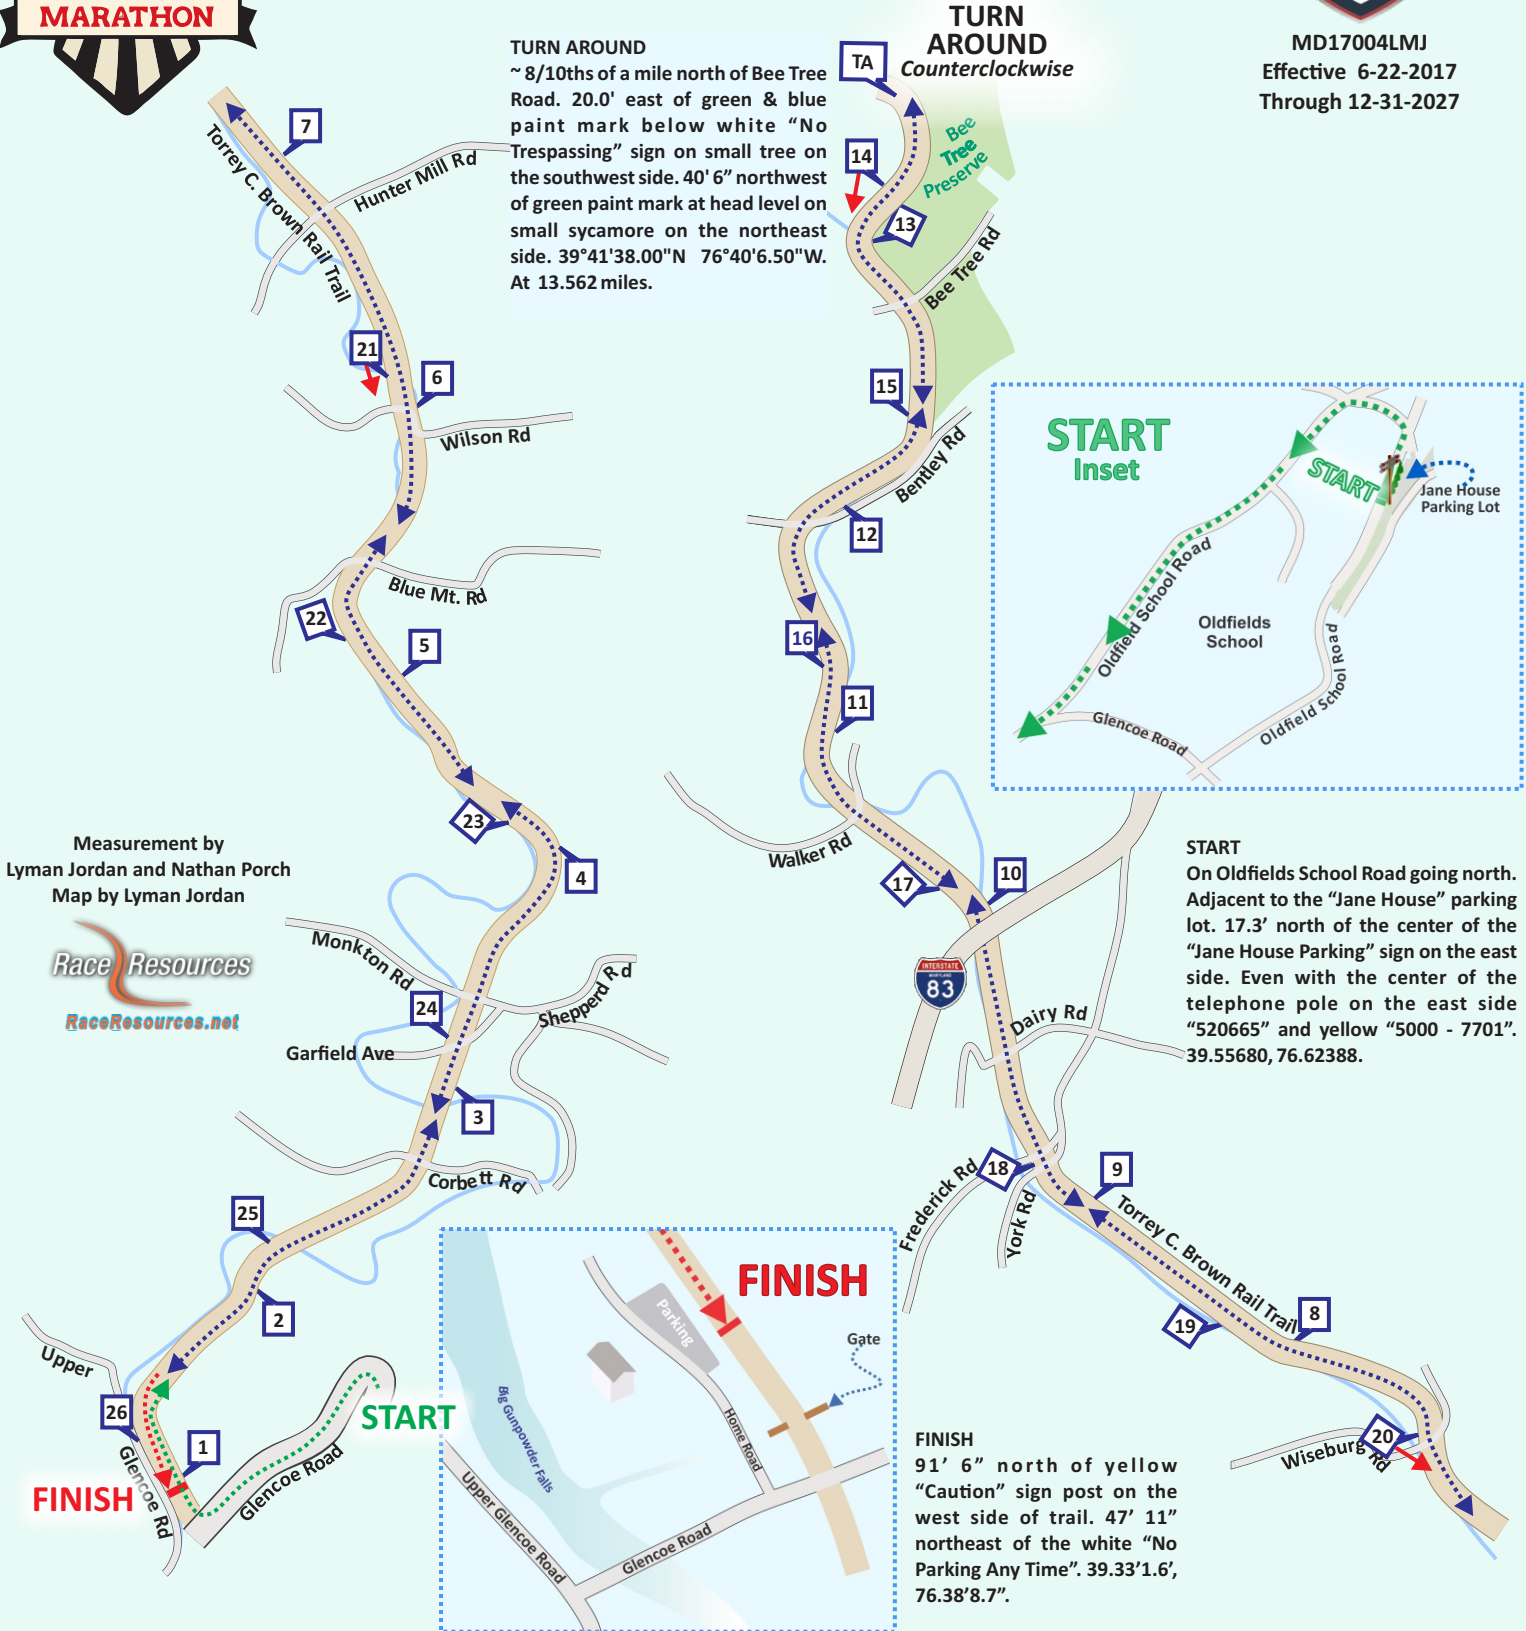 MARATHON
TURN
AROUND
Counterclockwise
MD17004LMJ
Effective 6-22-2017
Through 12-31-2027
TURN AROUND
~ 8/10ths of a mile north of Bee Tree
Road. 20.0' east of green & blue
paint mark below white “No
Trespassing” sign on small tree on
the southwest side. 40' 6” northwest
of green paint mark at head level on
small sycamore on the northeast
side. 39°41'38.00"N 76°40'6.50"W.
At 13.562 miles.
TA
14
13
Bee
Tree
Preserve
Bee Tree Rd
15
Bentley Rd
12
16
11
Walker Rd
17
10
INTERSTATE
MARYLAND
83
Dairy Rd
18
9
Frederick Rd
York Rd
Torrey C. Brown Rail Trail
19
8
20
Wiseburg Rd
7
Torrey C. Brown Rail Trail
Hunter Mill Rd
21
6
Wilson Rd
Blue Mt. Rd
22
5
23
4
Monkton Rd
Shepperd Rd
24
Garfield Ave
3
Corbett Rd
25
2
Upper
Glencoe Rd
26
1
START
Glencoe Road
FINISH
Measurement by
Lyman Jordan and Nathan Porch
Map by Lyman Jordan
Race Resources
RaceResources.net
START
Inset
START
Jane House
Parking Lot
Oldfield School Road
Oldfields
School
Oldfield School Road
Glencoe Road
START
On Oldfields School Road going north.
Adjacent to the “Jane House” parking
lot. 17.3’ north of the center of the
“Jane House Parking” sign on the east
side. Even with the center of the
telephone pole on the east side
“520665” and yellow “5000 - 7701”.
39.55680, 76.62388.
FINISH
Parking
Gate
Big Gunpowder Falls
Home Road
Upper Glencoe Road
Glencoe Road
FINISH
91’ 6” north of yellow
“Caution” sign post on the
west side of trail. 47’ 11”
northeast of the white “No
Parking Any Time”. 39.33’1.6’,
76.38’8.7”.